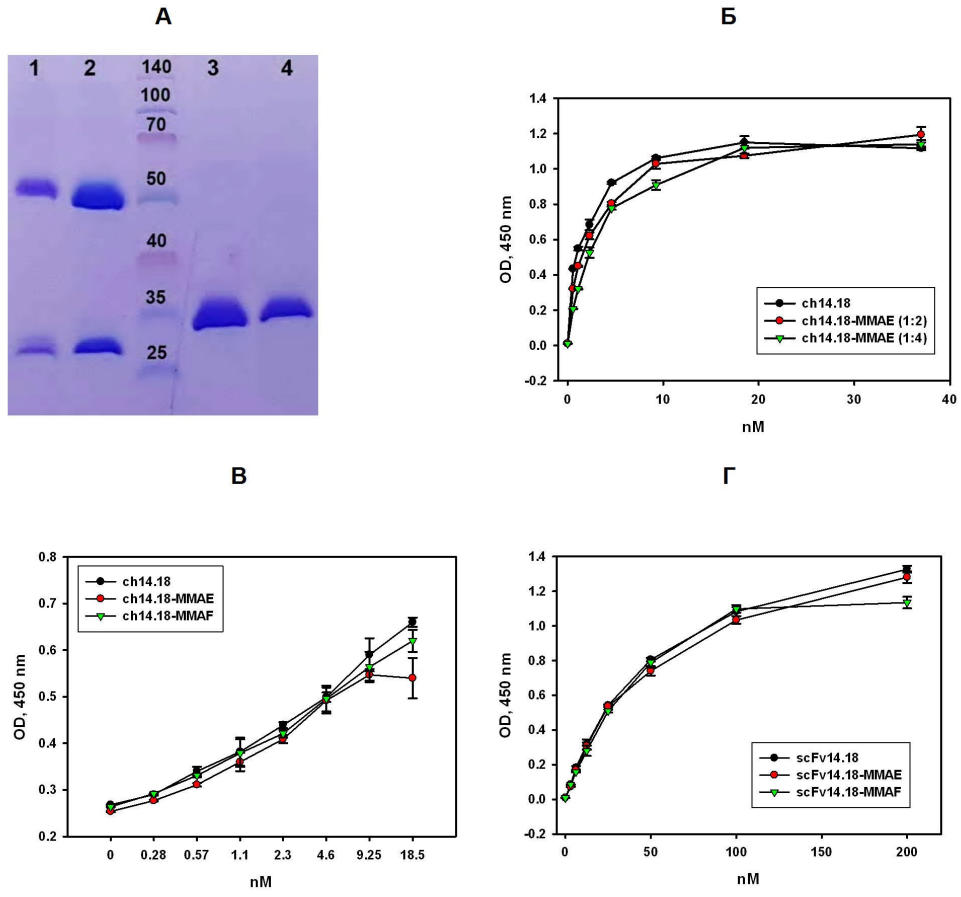 А
1 2 140 3 4
100
70
50
40
35
25
Б
1.4
1.2
1.0
0.8
0.6
0.4
0.2
0.0
-0.2
OD, 450 nm
ch14.18
ch14.18-MMAE (1:2)
ch14.18-MMAE (1:4)
0 10 20 30 40
nM
В
0.8
0.7
0.6
0.5
0.4
0.3
0.2
OD, 450 nm
ch14.18
ch14.18-MMAE
ch14.18-MMAF
0 0.28 0.57 1.1 2.3 4.6 9.25 18.5
nM
Г
1.4
1.2
1.0
0.8
0.6
0.4
0.2
0.0
-0.2
OD, 450 nm
scFv14.18
scFv14.18-MMAE
scFv14.18-MMAF
0 50 100 150 200
nM